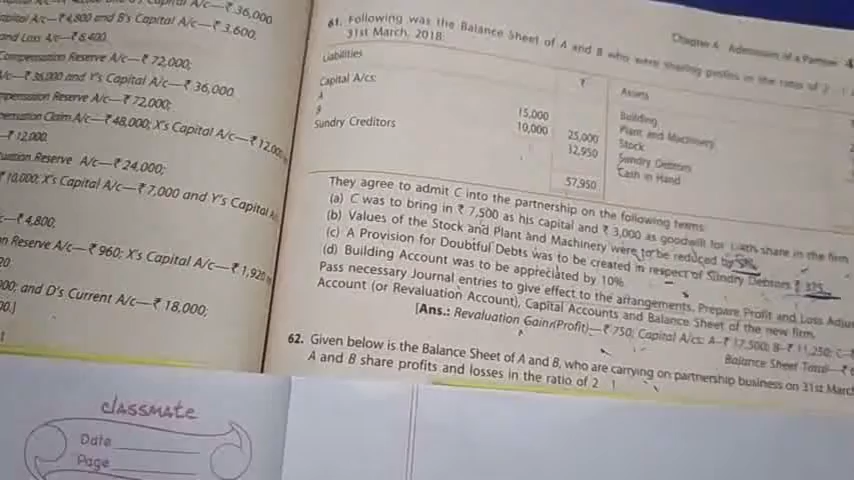 A/c—₹ 36,000
A/c—₹ 4,800 and B's Capital A/c—₹ 3,600.
and Loss A/c—₹ 8,400.
Compensation Reserve A/c—₹ 72,000;
A/c—₹ 36,000 and Y's Capital A/c—₹ 36,000.
Reserve A/c—₹ 72,000;
Claim A/c—₹ 48,000; X's Capital A/c—₹ 12,000
—₹ 12,000.
Reserve A/c—₹ 24,000;
₹ 10,000; X's Capital A/c—₹ 7,000 and Y's Capital
—₹ 4,800;
Reserve A/c—₹ 960; X's Capital A/c—₹ 1,920
and D's Current A/c—₹ 18,000;
Chapter 4 Admission of a Partner 4
61. Following was the Balance Sheet of A and B who were sharing profits in the ratio of 2 : 1
31st March, 2018:
Liabilities ₹ Assets
Capital A/cs: Building
A 15,000 Plant and Machinery
B 10,000 25,000 Stock
Sundry Creditors 32,950 Sundry Debtors
Cash in Hand
57,950
They agree to admit C into the partnership on the following terms:
(a) C was to bring in ₹ 7,500 as his capital and ₹ 3,000 as goodwill for 1/4th share in the firm
(b) Values of the Stock and Plant and Machinery were to be reduced by 5%
(c) A Provision for Doubtful Debts was to be created in respect of Sundry Debtors ₹ 375
(d) Building Account was to be appreciated by 10%
Pass necessary Journal entries to give effect to the arrangements. Prepare Profit and Loss
Account (or Revaluation Account), Capital Accounts and Balance Sheet of the new firm.
[Ans.: Revaluation Gain (Profit)—₹ 750; Capital A/cs: A—₹ 17,500; B—₹ 11,250; C—
Balance Sheet Total—₹
62. Given below is the Balance Sheet of A and B, who are carrying on partnership business on 31st March
A and B share profits and losses in the ratio of 2 : 1
classmate
Date
Page